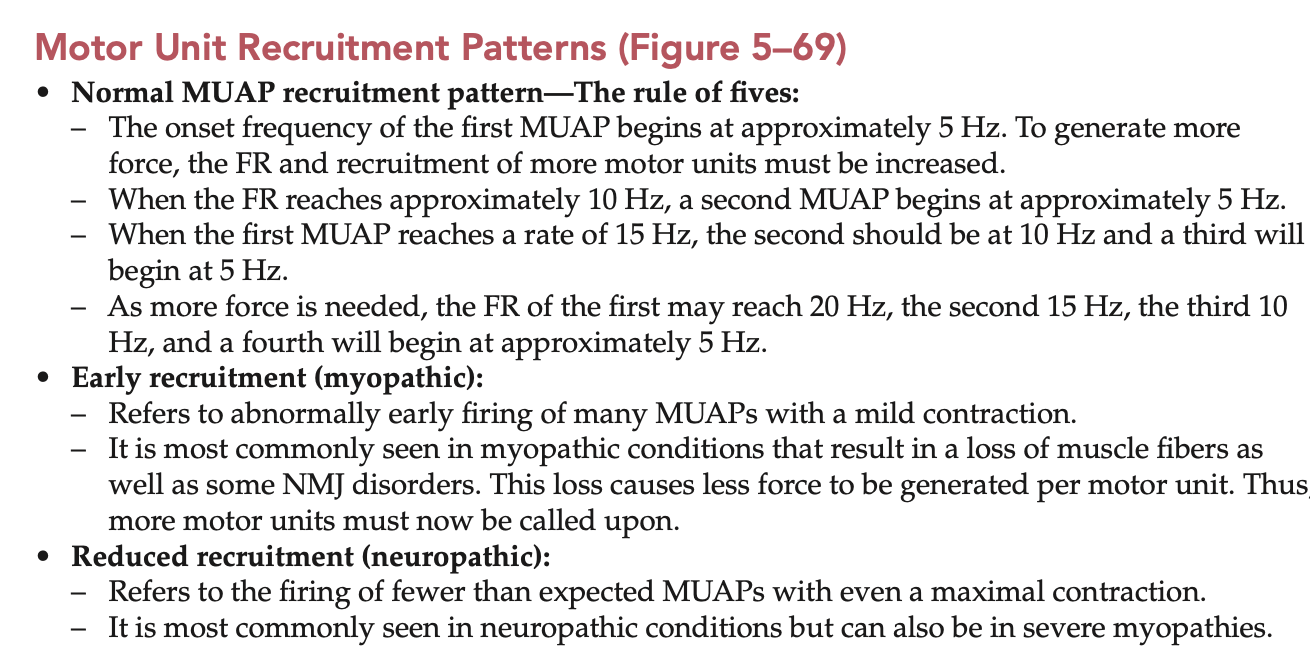 Motor Unit Recruitment Patterns (Figure 5–69)
• Normal MUAP recruitment pattern—The rule of fives:
– The onset frequency of the first MUAP begins at approximately 5 Hz. To generate more
force, the FR and recruitment of more motor units must be increased.
– When the FR reaches approximately 10 Hz, a second MUAP begins at approximately 5 Hz.
– When the first MUAP reaches a rate of 15 Hz, the second should be at 10 Hz and a third will
begin at 5 Hz.
– As more force is needed, the FR of the first may reach 20 Hz, the second 15 Hz, the third 10
Hz, and a fourth will begin at approximately 5 Hz.
• Early recruitment (myopathic):
– Refers to abnormally early firing of many MUAPs with a mild contraction.
– It is most commonly seen in myopathic conditions that result in a loss of muscle fibers as
well as some NMJ disorders. This loss causes less force to be generated per motor unit. Thus,
more motor units must now be called upon.
• Reduced recruitment (neuropathic):
– Refers to the firing of fewer than expected MUAPs with even a maximal contraction.
– It is most commonly seen in neuropathic conditions but can also be in severe myopathies.